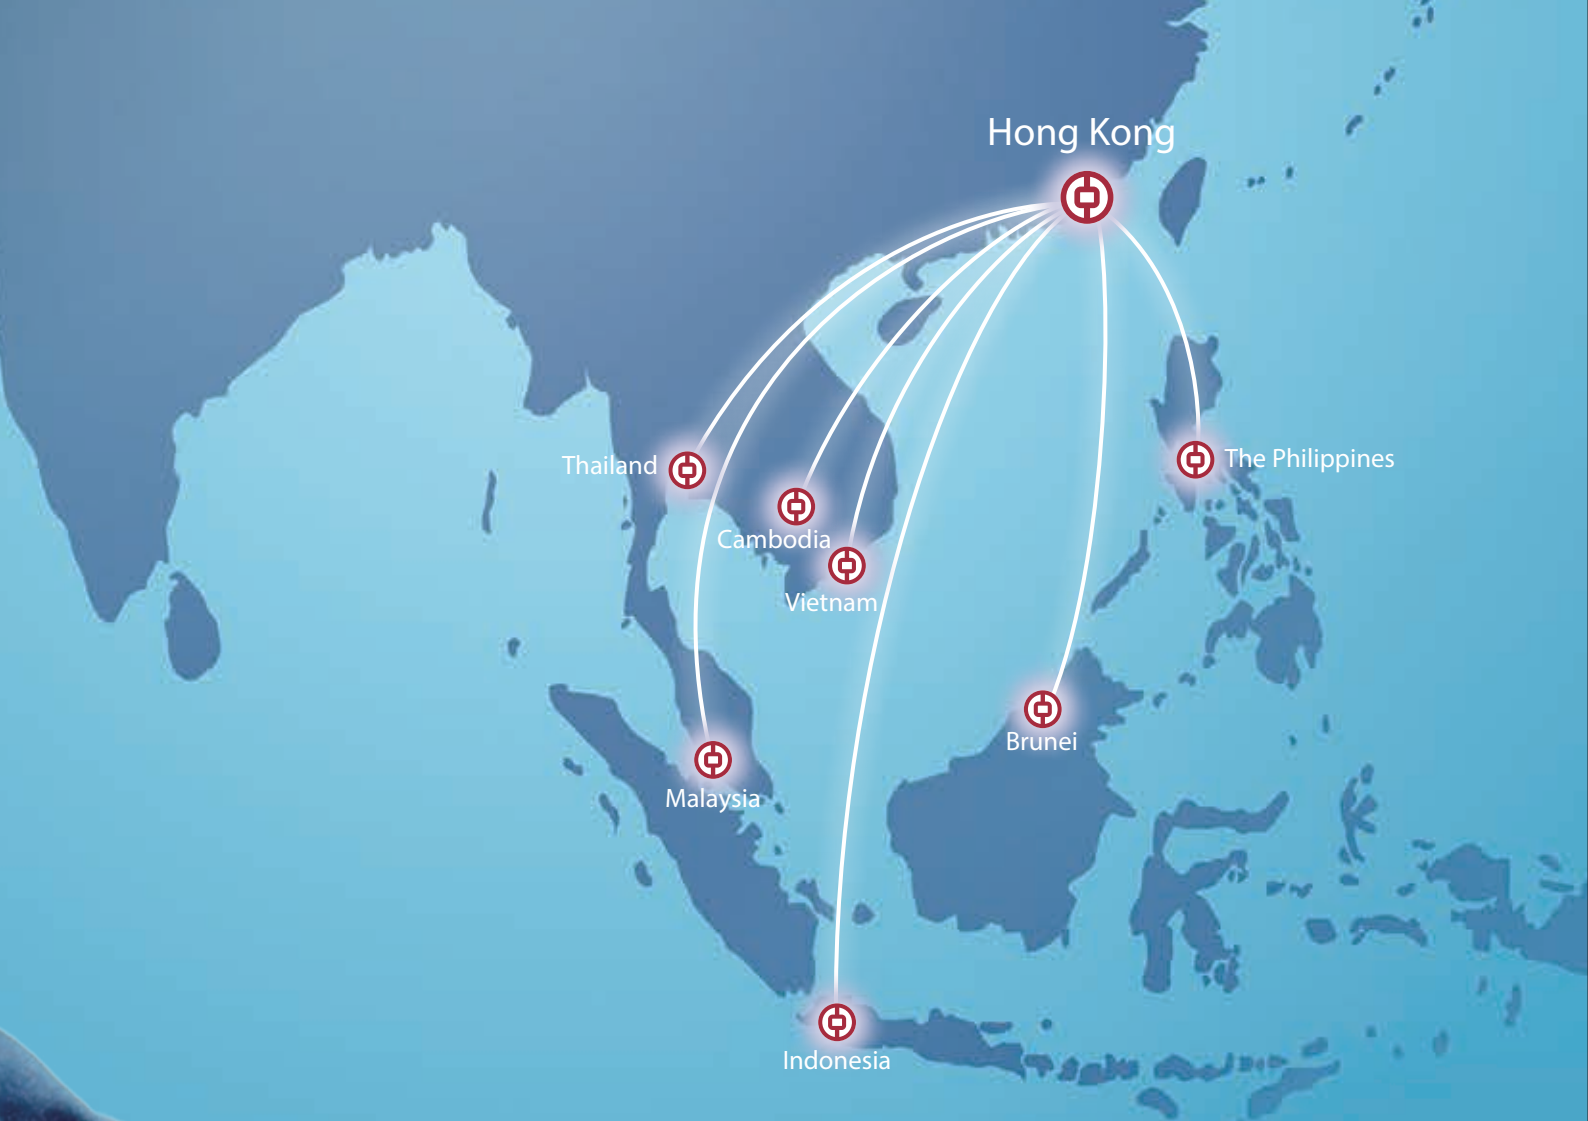 Hong Kong
Thailand
The Philippines
Cambodia
Vietnam
Brunei
Malaysia
Indonesia